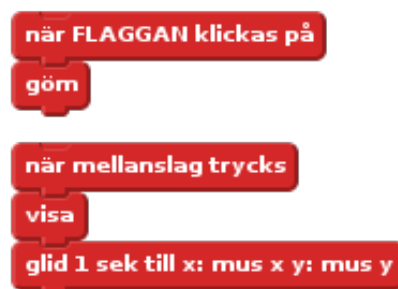 när FLAGGAN klickas på
göm
när mellanslag trycks
visa
glid 1 sek till x: mus x y: mus y